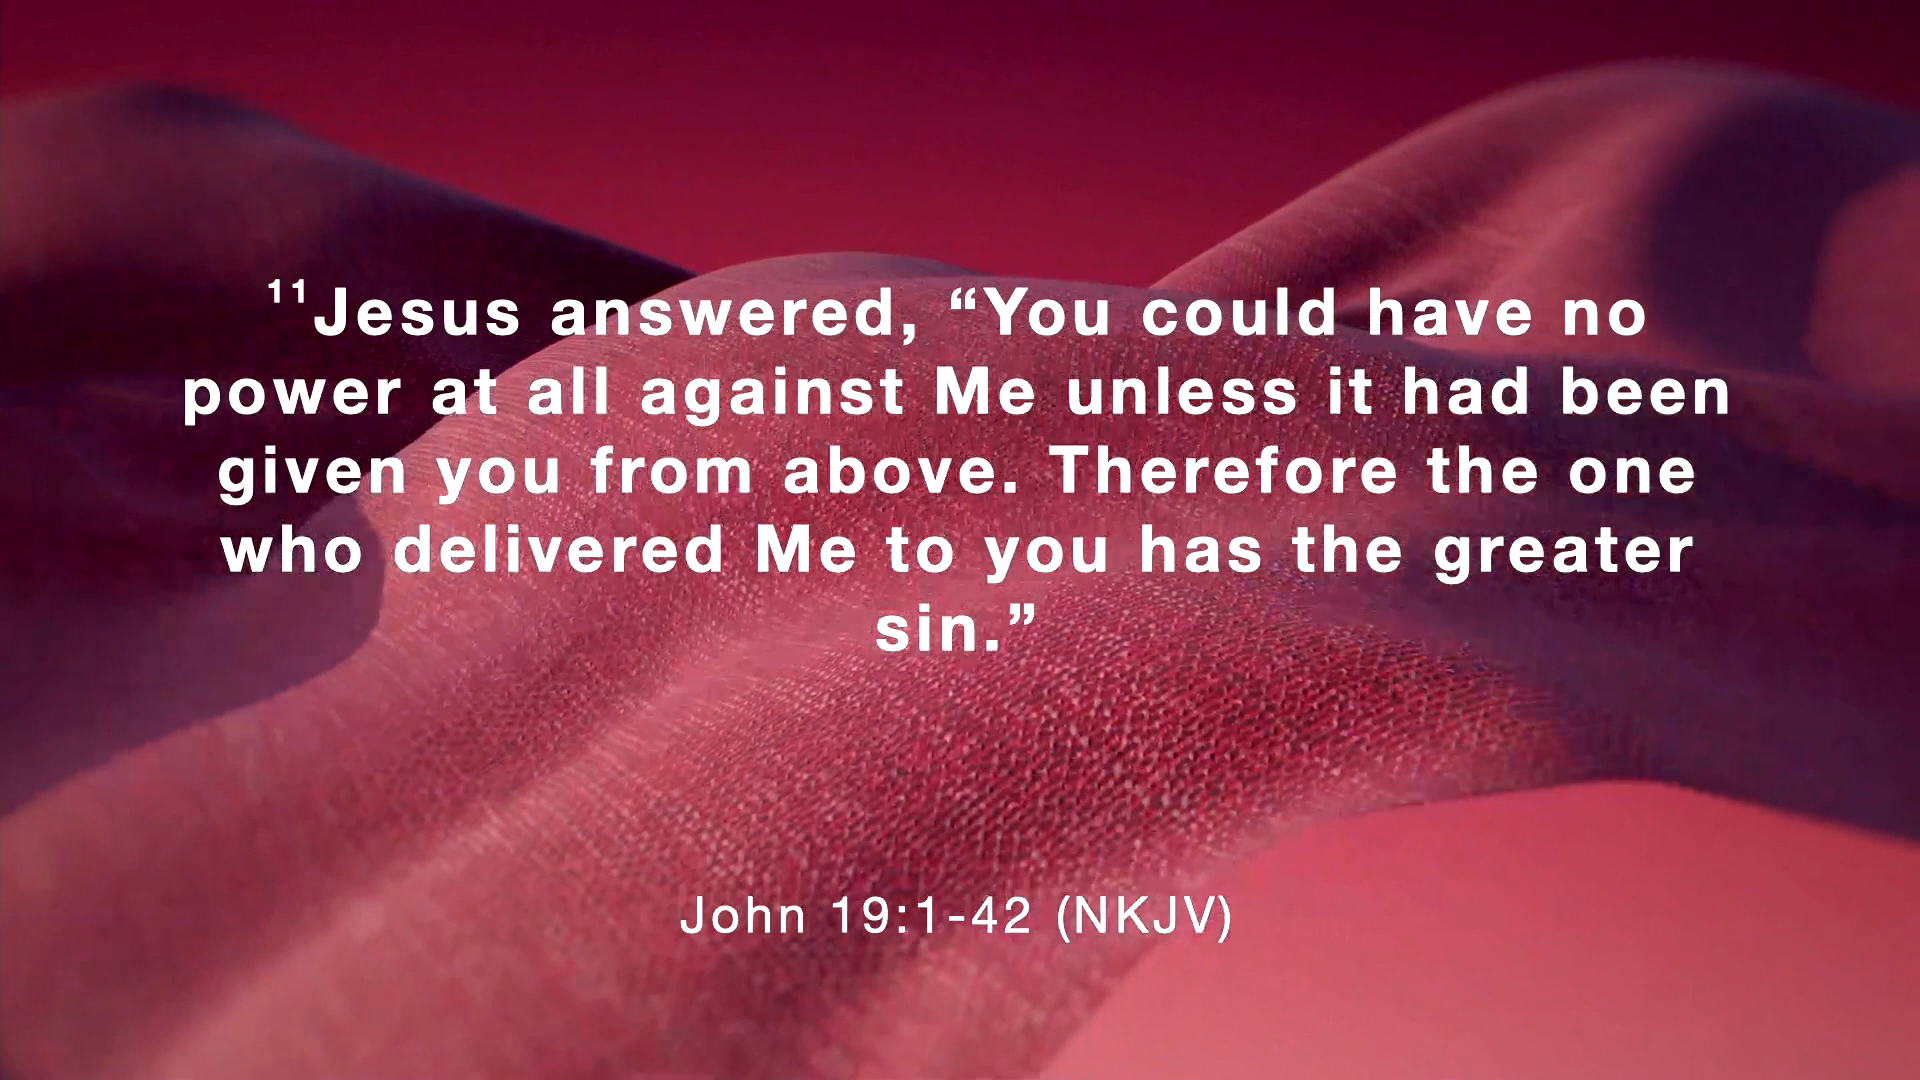 11Jesus answered, “You could have no
power at all against Me unless it had been
given you from above. Therefore the one
who delivered Me to you has the greater
sin.”
John 19:1-42 (NKJV)